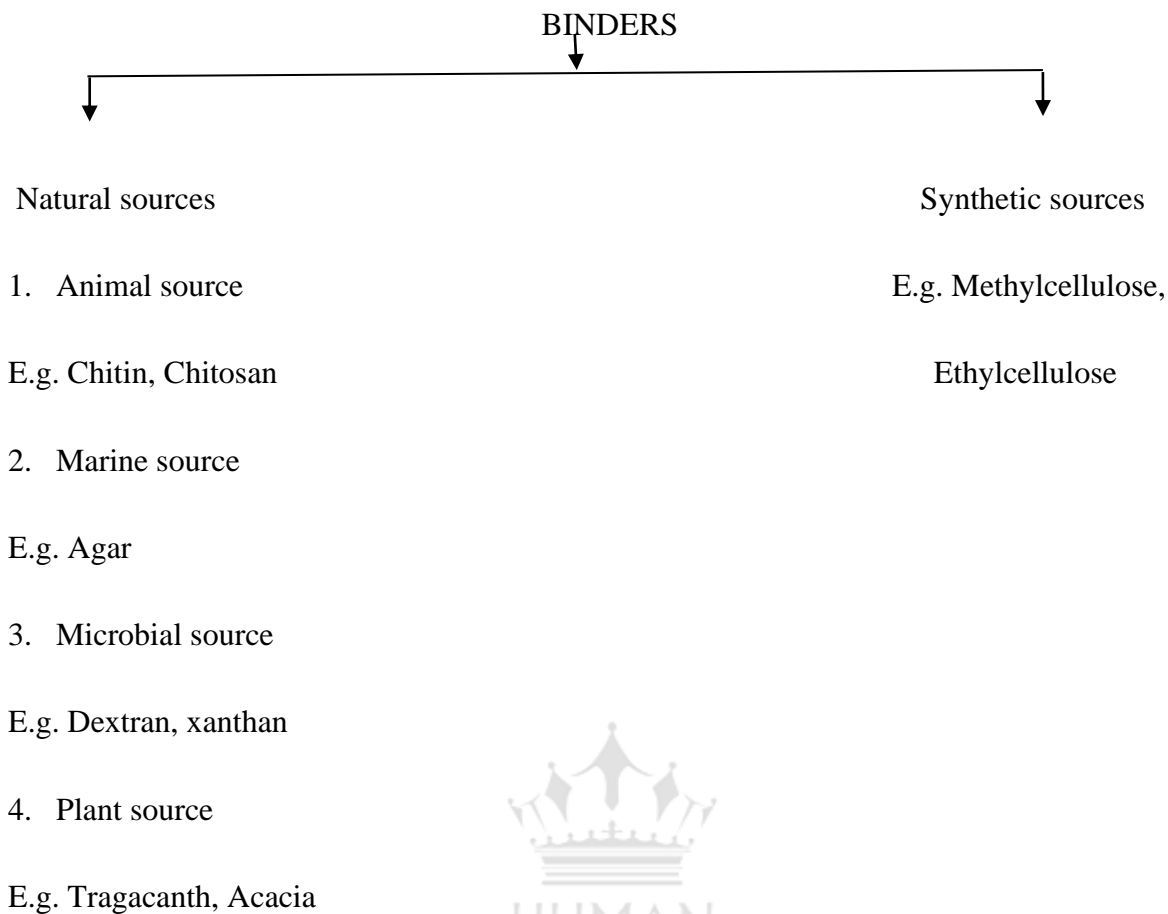 BINDERS
Natural sources
Synthetic sources
1. Animal source
E.g. Methylcellulose,
E.g. Chitin, Chitosan
Ethylcellulose
2. Marine source
E.g. Agar
3. Microbial source
E.g. Dextran, xanthan
4. Plant source
E.g. Tragacanth, Acacia
HUMAN